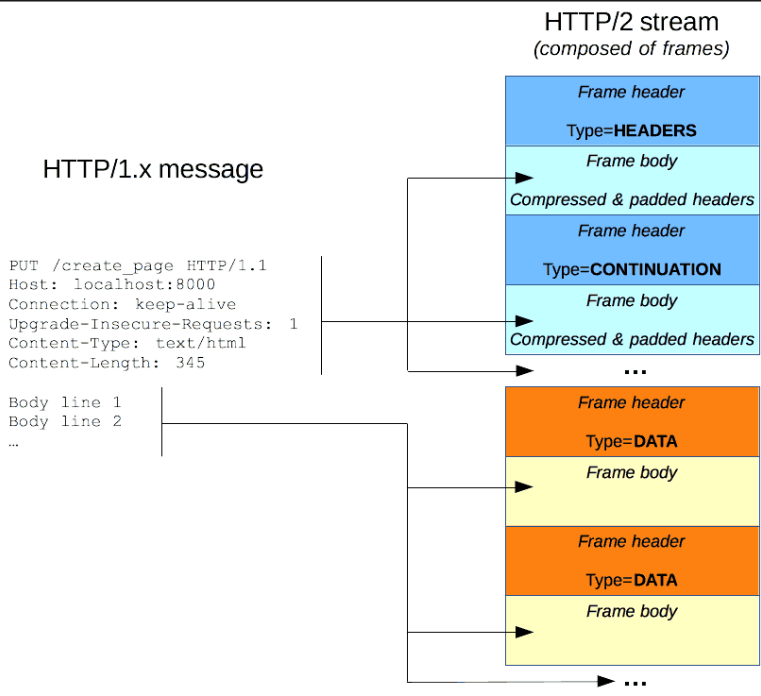 HTTP/1.x message
PUT /create_page HTTP/1.1
Host: localhost:8000
Connection: keep-alive
Upgrade-Insecure-Requests: 1
Content-Type: text/html
Content-Length: 345
Body line 1
Body line 2
…
HTTP/2 stream
(composed of frames)
Frame header
Type=HEADERS
Frame body
Compressed & padded headers
Frame header
Type=CONTINUATION
Frame body
Compressed & padded headers
...
Frame header
Type=DATA
Frame body
Frame header
Type=DATA
Frame body
...